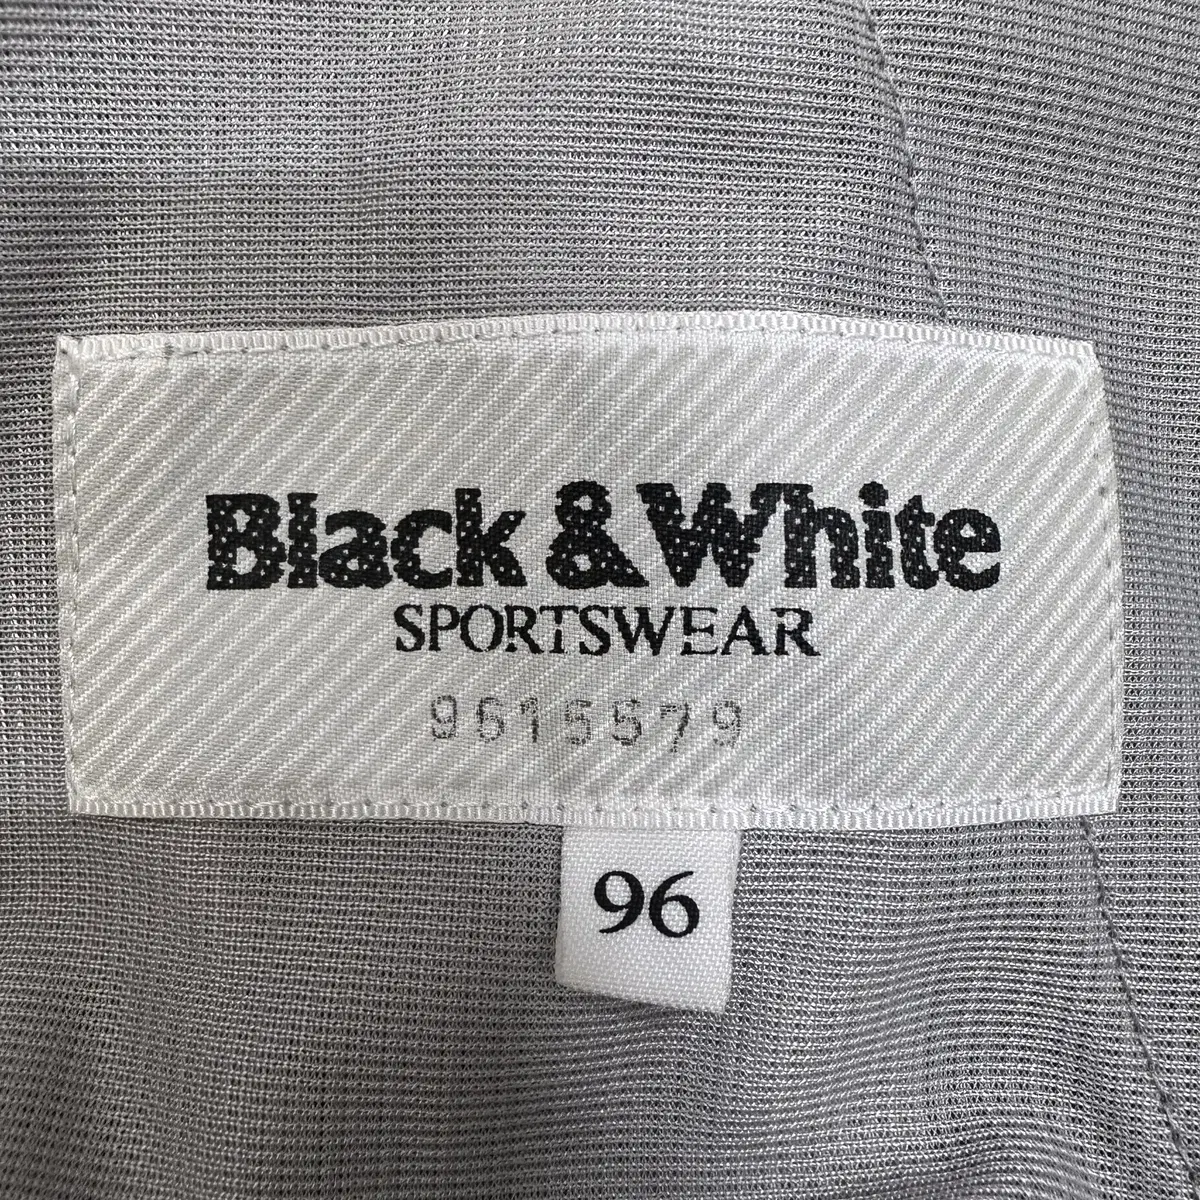 Black & White
SPORTSWEAR
9615579
96